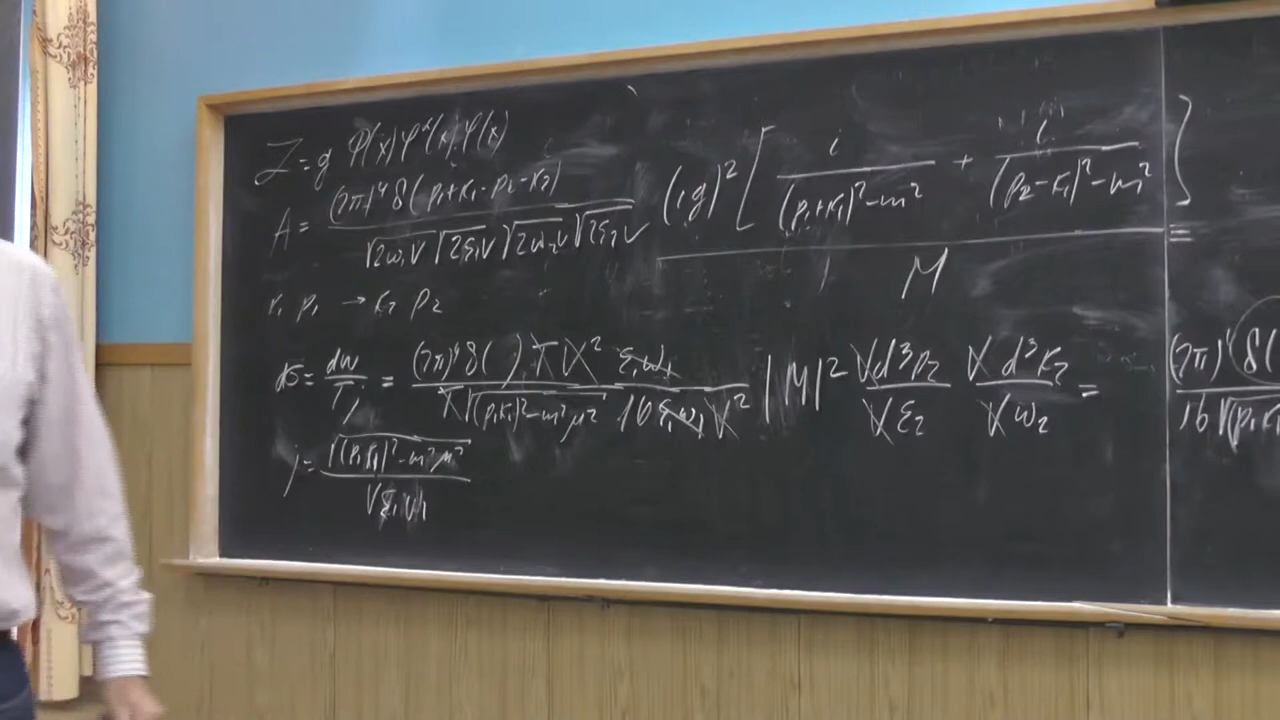 ℒ = g Φ(x) φ*(x) φ(x)
A = (2π)⁴ δ(p₁+k₁-p₂-k₂) / √2ω₁V √2ε₁V √2ω₂V √2ε₂V (ig)² [ i / (p₁+k₁)²-m² + i / (p₂-k₁)²-m² ] =
M
k₁ p₁ → k₂ p₂
dσ = dw / Tj = (2π)⁴ δ( ) T V² ε₁ω₁ / T √(p₁k₁)²-m²μ² 16 ε₁ω₁ V² |M|² V d³p₂ / V ε₂ V d³k₂ / V ω₂ = (2π)⁴ δ( / 16 √(p₁k₁
j = √(p₁k₁)²-m²μ² / V ε₁ω₁